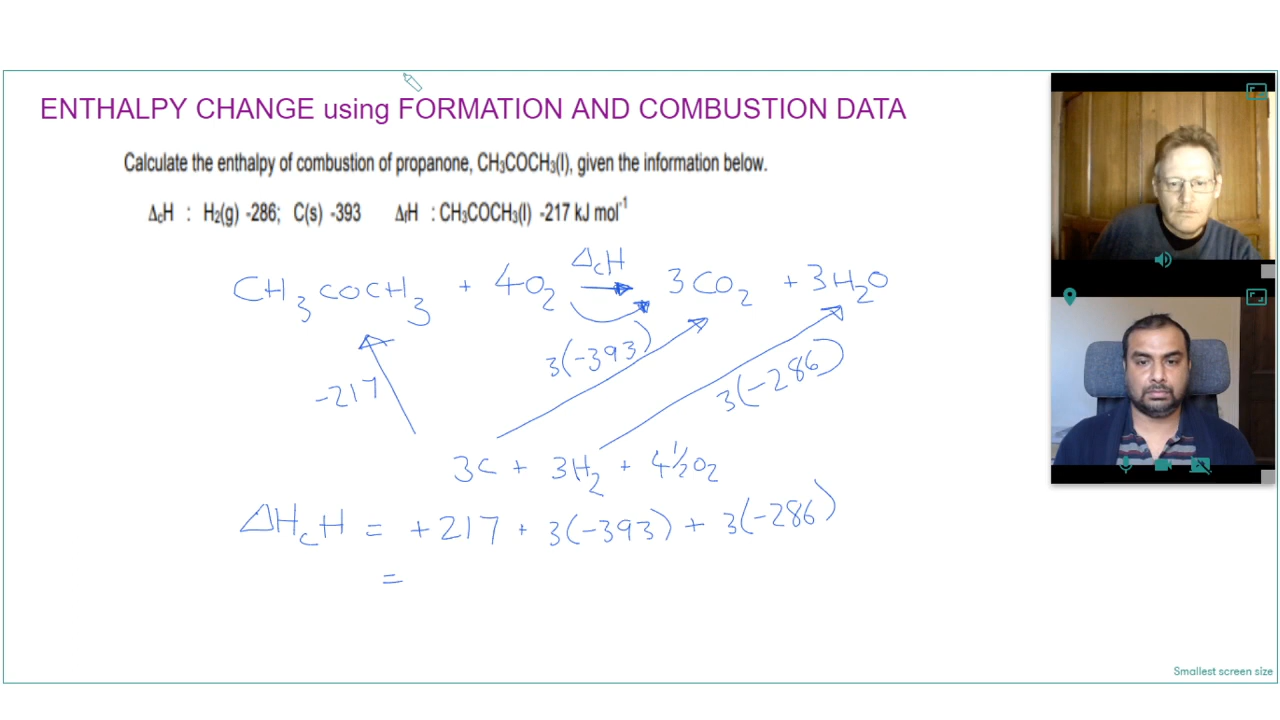 ENTHALPY CHANGE using FORMATION AND COMBUSTION DATA
Calculate the enthalpy of combustion of propanone, CH₃COCH₃(l), given the information below.
ΔcH : H₂(g) -286; C(s) -393 ΔfH : CH₃COCH₃(l) -217 kJ mol⁻¹
ΔcH
CH₃COCH₃ + 4O₂ → 3CO₂ + 3H₂O
3(-393)
3(-286)
-217
3C + 3H₂ + 4½O₂
ΔHcH = +217 + 3(-393) + 3(-286)
=
Smallest screen size